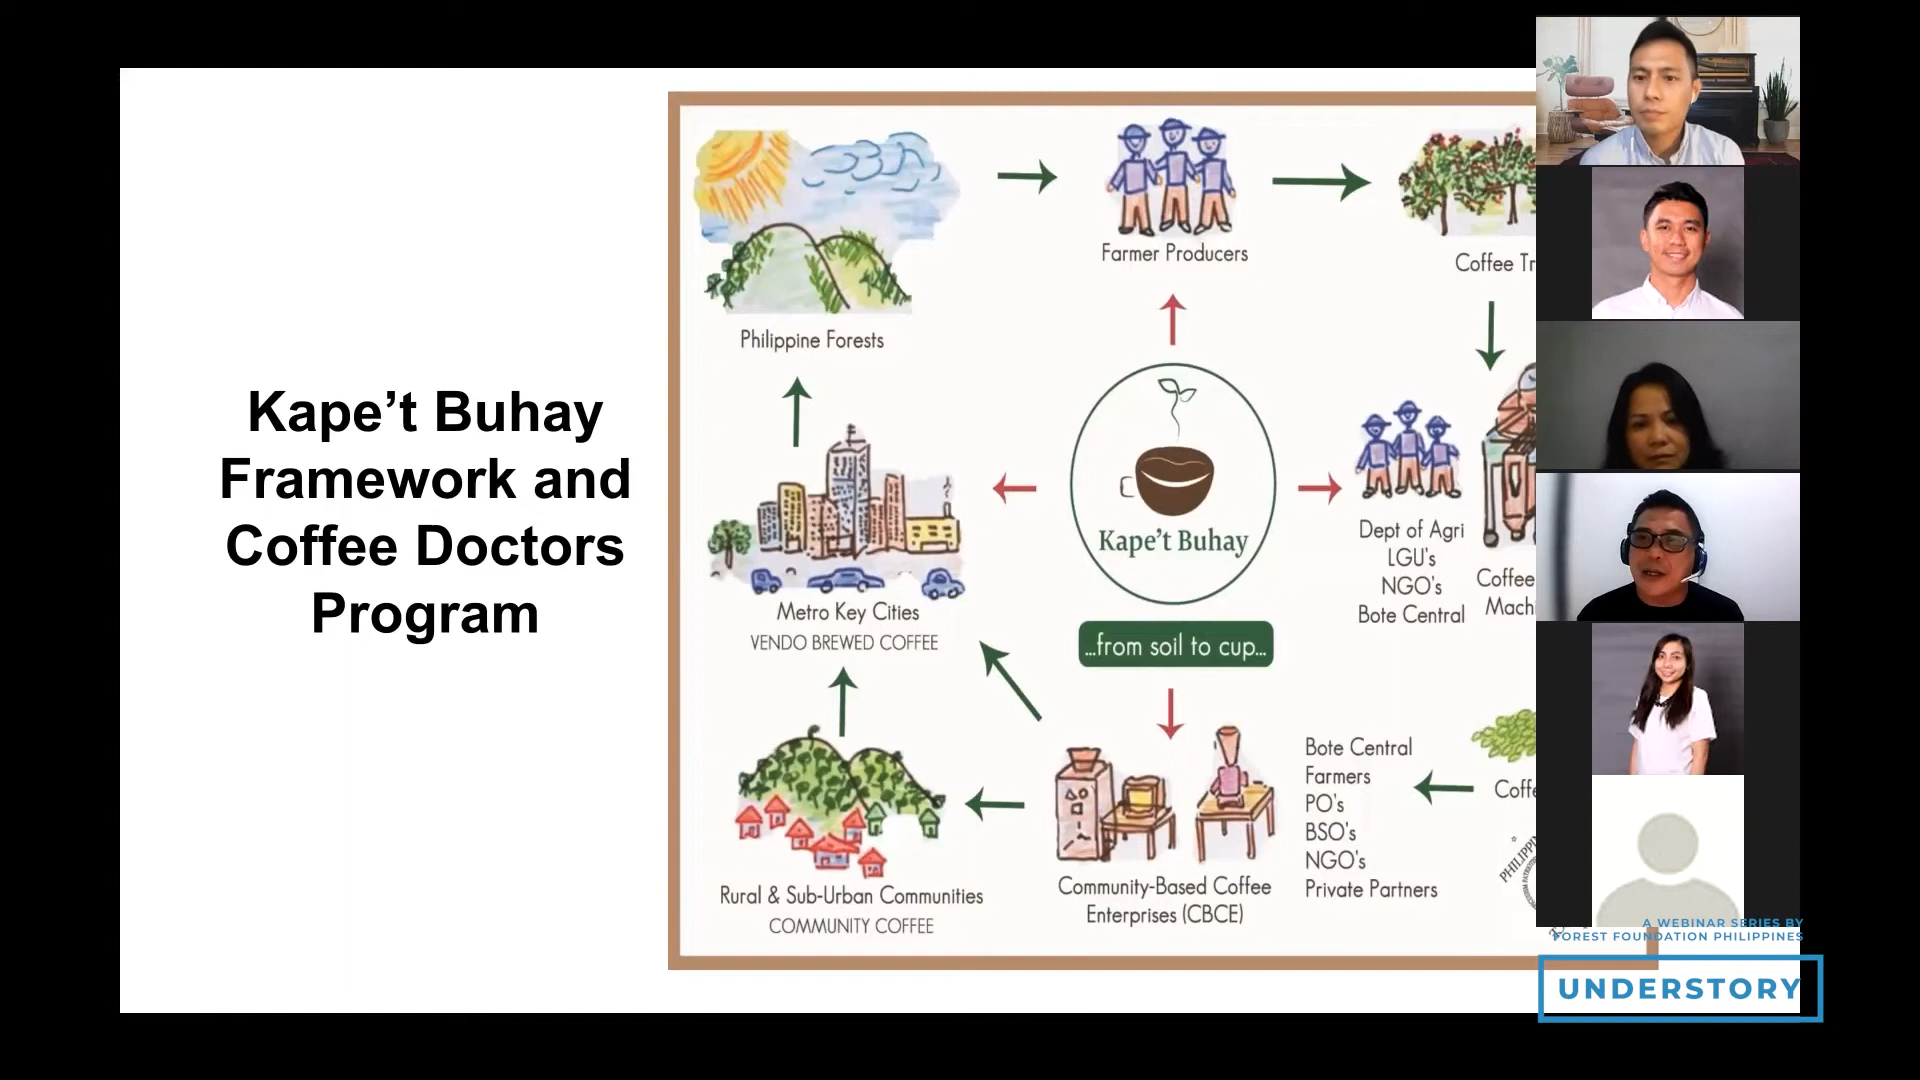 Kape't Buhay
Framework and
Coffee Doctors
Program
Philippine Forests
Farmer Producers
Coffee
Metro Key Cities
VENDO BREWED COFFEE
Kape't Buhay
...from soil to cup...
Dept of Agri
LGU's
NGO's
Bote Central
Coffee
Rural & Sub-Urban Communities
COMMUNITY COFFEE
Community-Based Coffee
Enterprises (CBCE)
Bote Central
Farmers
PO's
BSO's
NGO's
Private Partners
A WEBINAR SERIES BY
FOREST FOUNDATION PHILIPPINES
UNDERSTORY